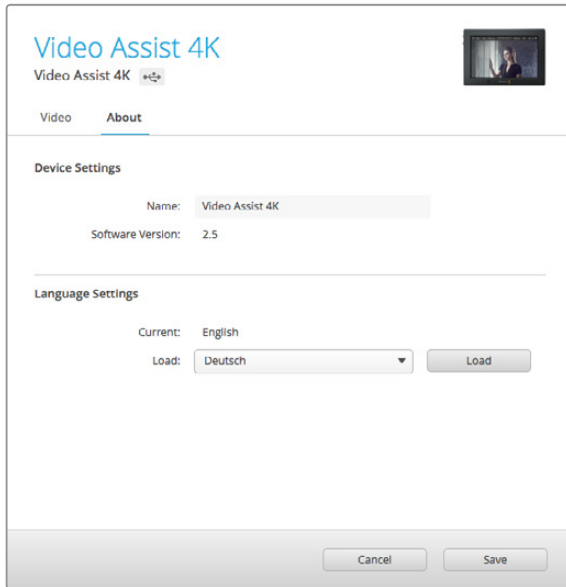 Video Assist 4K
Video Assist 4K
Video About
Device Settings
Name: Video Assist 4K
Software Version: 2.5
Language Settings
Current: English
Load: Deutsch Load
Cancel Save